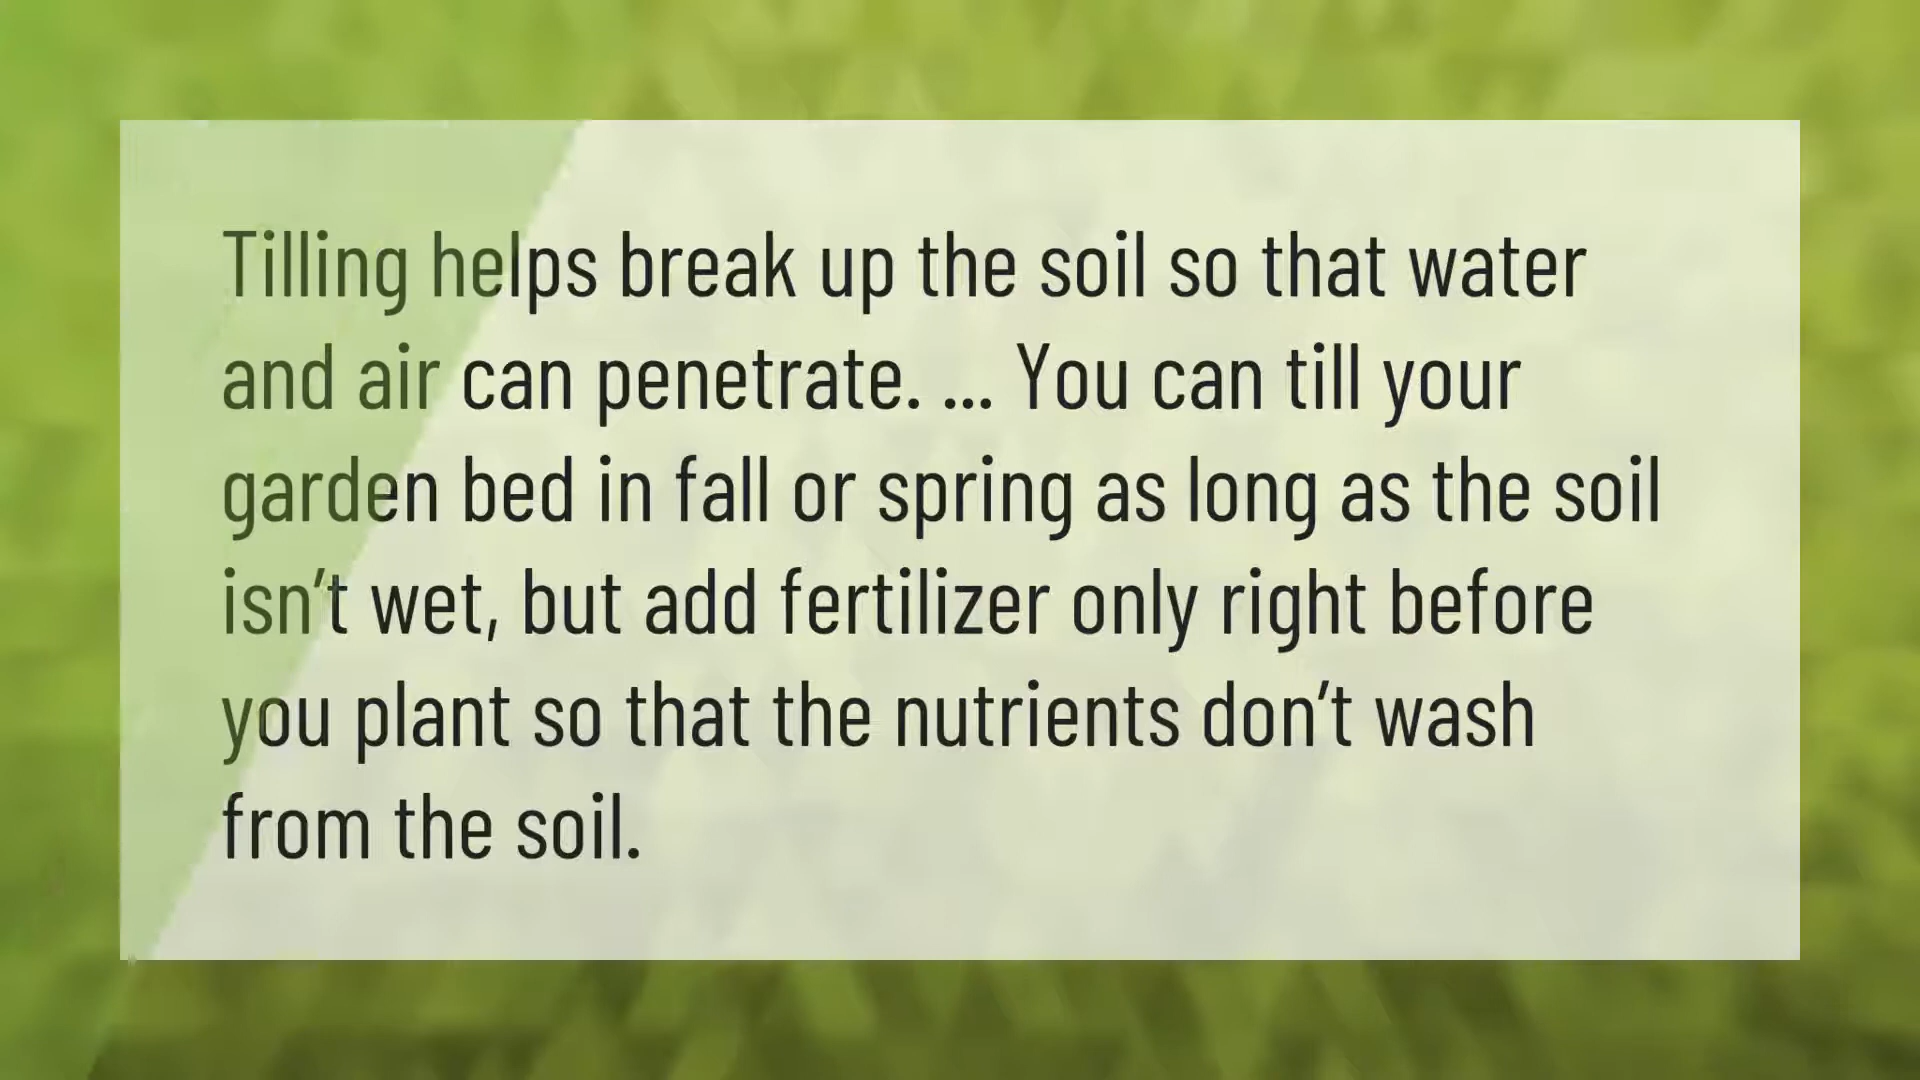 Tilling helps break up the soil so that water
and air can penetrate. ... You can till your
garden bed in fall or spring as long as the soil
isn’t wet, but add fertilizer only right before
you plant so that the nutrients don’t wash
from the soil.